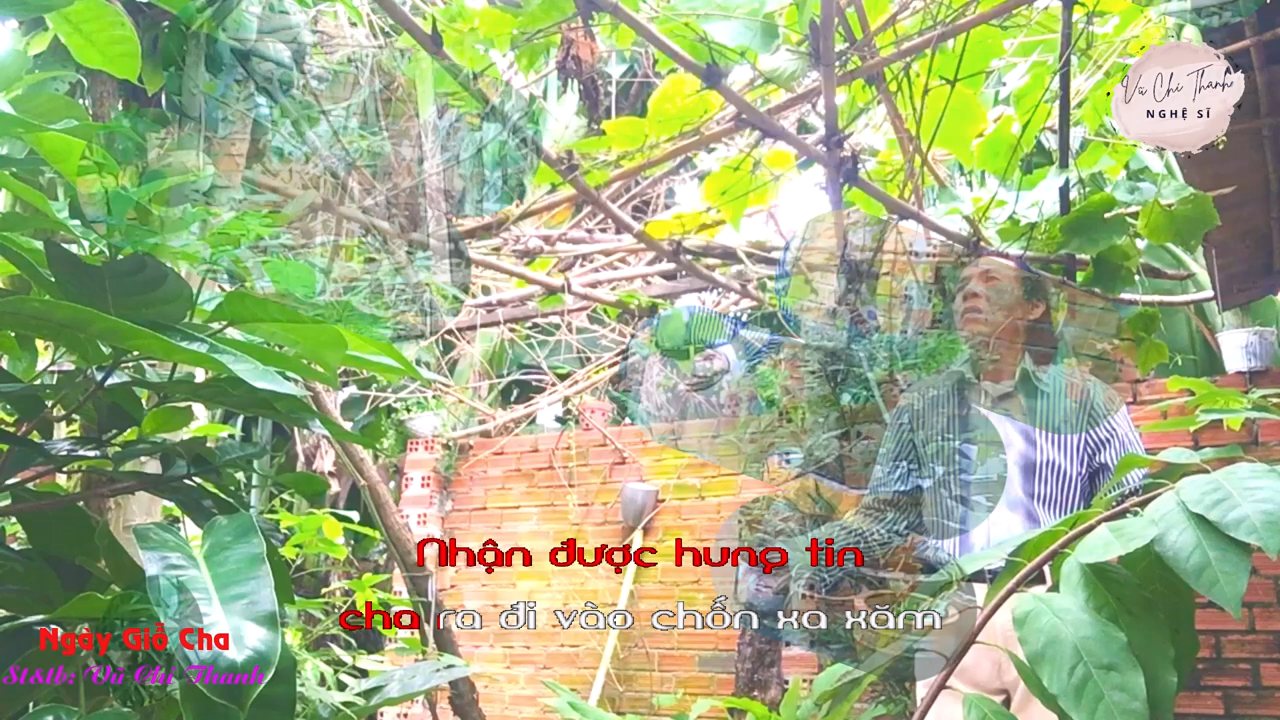 Vũ Chí Thanh
NGHỆ SĨ
Nhận được hung tin
cha ra đi vào chốn xa xăm
Ngày Giỗ Cha
St&tb: Vũ Chí Thanh